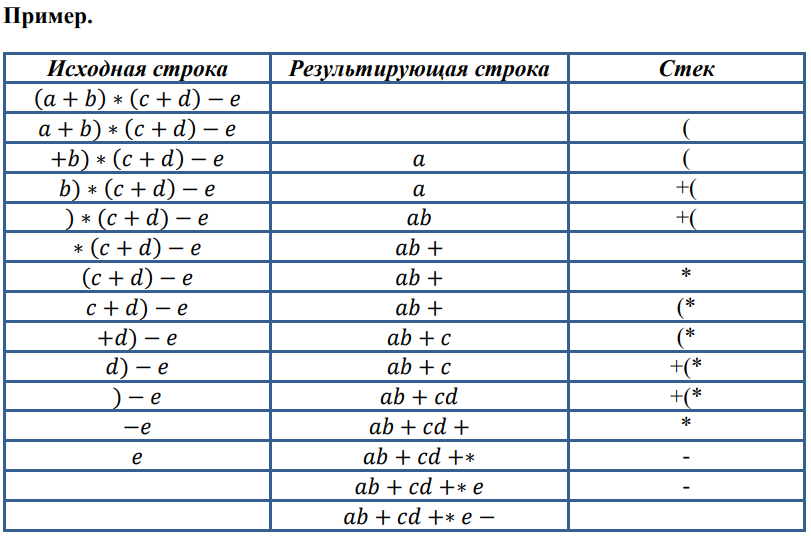 Пример.
Исходная строка Результирующая строка Стек
(a + b) ∗ (c + d) − e
a + b) ∗ (c + d) − e (
+b) ∗ (c + d) − e a (
b) ∗ (c + d) − e a +(
) ∗ (c + d) − e ab +(
∗ (c + d) − e ab +
(c + d) − e ab + *
c + d) − e ab + (*
+d) − e ab + c (*
d) − e ab + c +(*
) − e ab + cd +(*
−e ab + cd + *
e ab + cd +∗ -
ab + cd +∗ e -
ab + cd +∗ e −